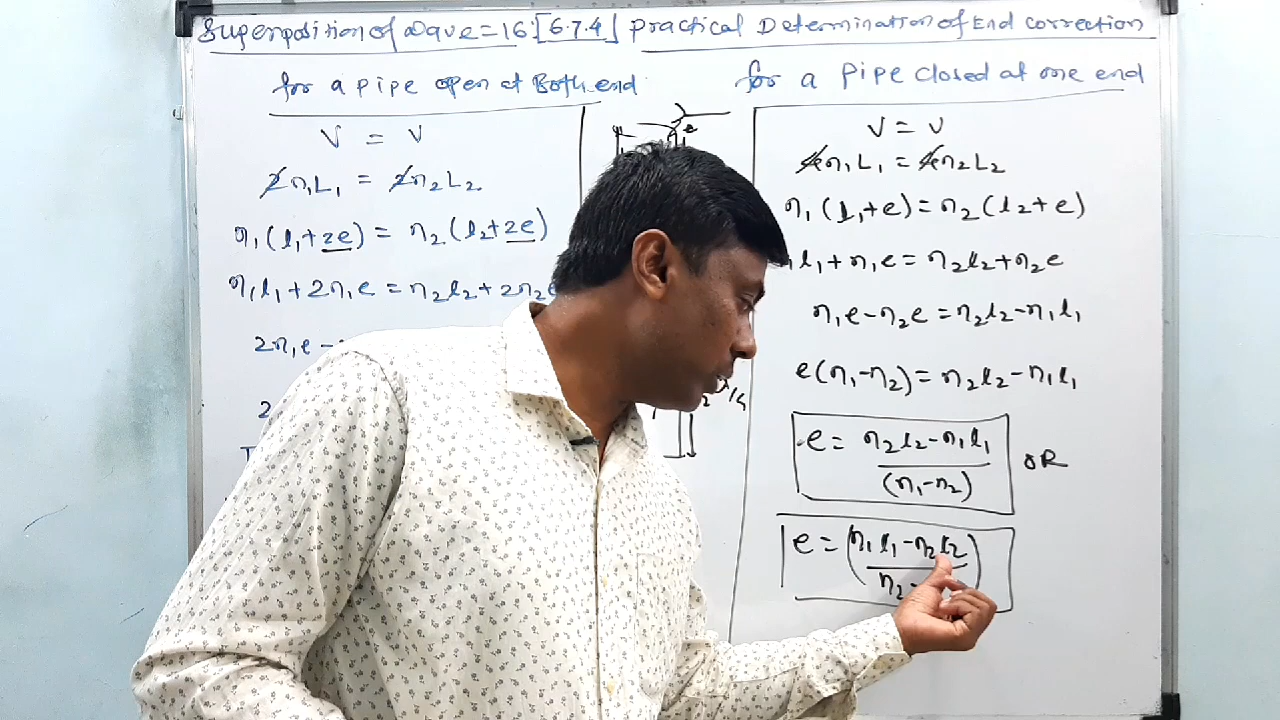 Superposition of wave=16:[6.7.4] Practical Determination of End correction
for a pipe open at Both end
V = V
2n₁L₁ = 2n₂L₂
n₁(l₁+2e) = n₂(l₂+2e)
n₁l₁+2n₁e = n₂l₂+2n₂e
2n₁e -
2
e
for a Pipe Closed at one end
V = V
4n₁L₁ = 4n₂L₂
n₁(l₁+e) = n₂(l₂+e)
l₁+n₁e = n₂l₂+n₂e
n₁e-n₂e = n₂l₂-n₁l₁
e(n₁-n₂) = n₂l₂-n₁l₁
e = n₂l₂-n₁l₁
(n₁-n₂)
OR
e = (n₁l₁-n₂l₂)
n₂-